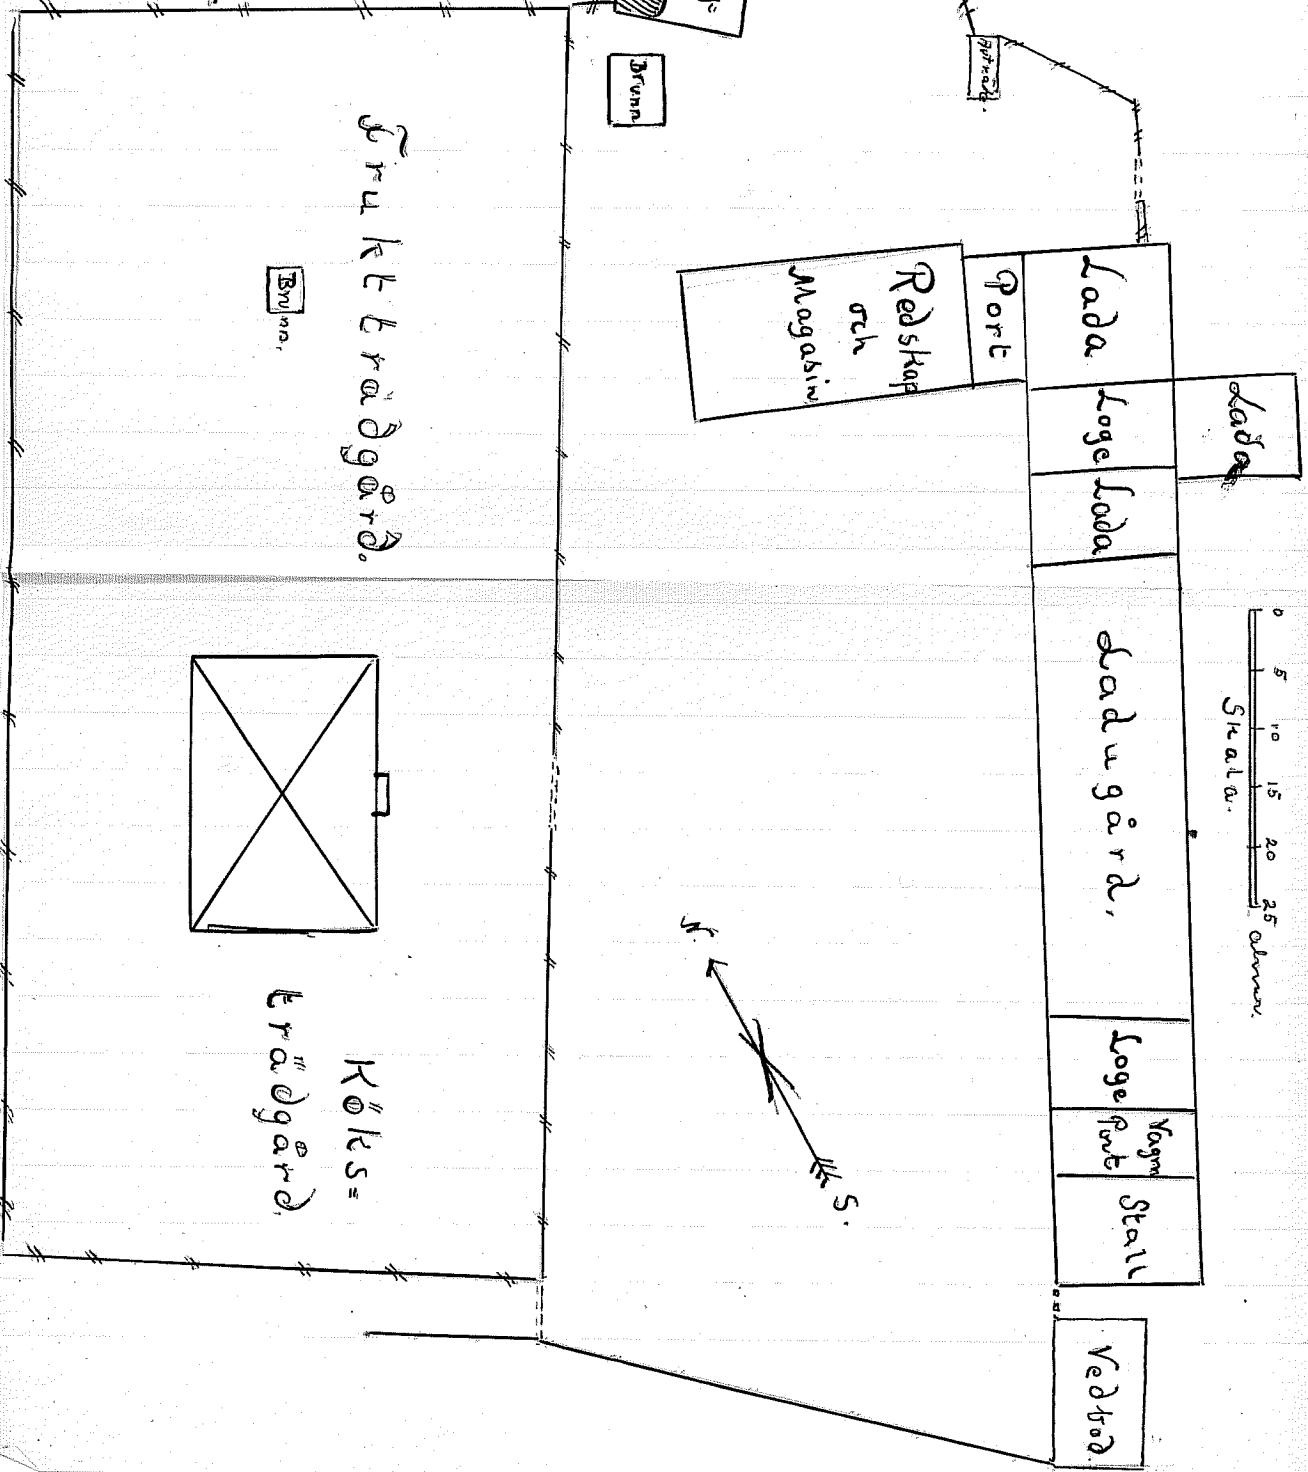 Brunn
Fruktträdgård.
Brunn.
Köks=
trädgård.
Lada
Port
Redskap
och
Magasin
Loge
Lada
Lada
Ladugård.
Loge
Vagn
Port
Stall
Vedbod.
N.
S.
0 5 10 15 20 25 alnar.
Skala.